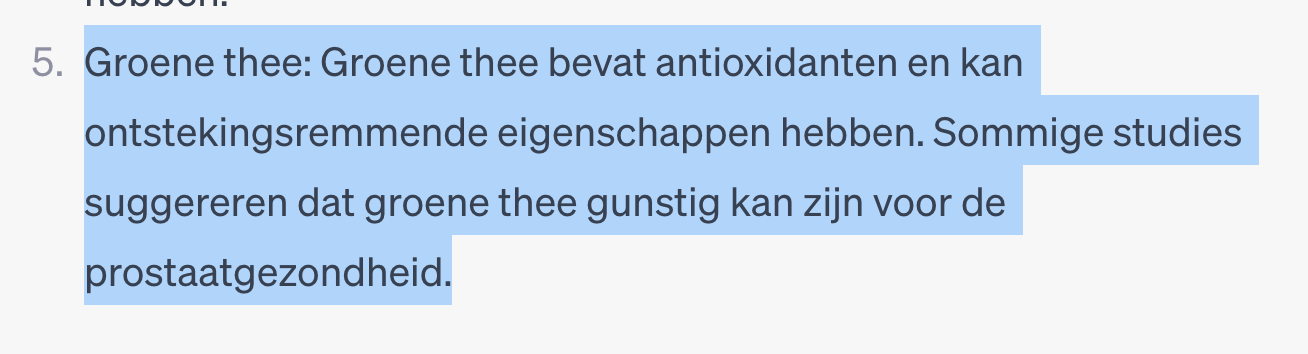 hebben.
5. Groene thee: Groene thee bevat antioxidanten en kan
ontstekingsremmende eigenschappen hebben. Sommige studies
suggereren dat groene thee gunstig kan zijn voor de
prostaatgezondheid.